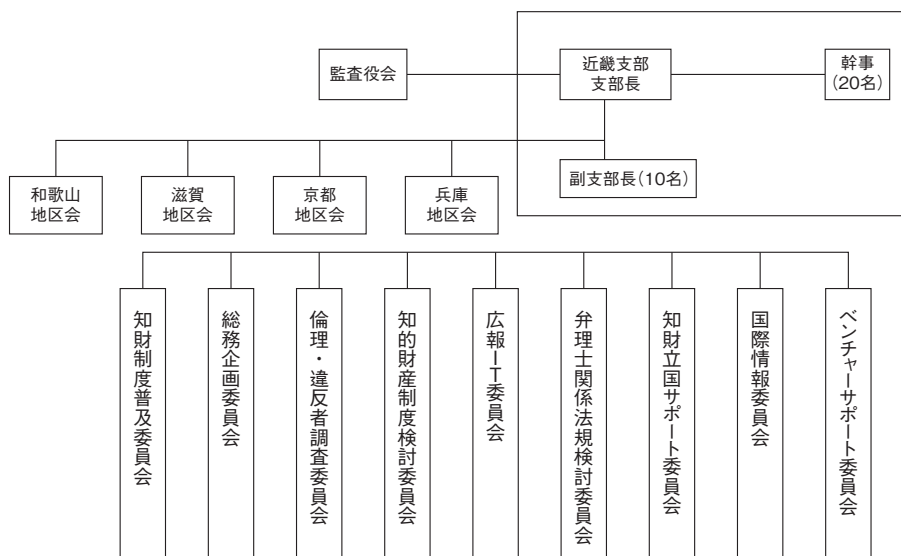 監査役会
近畿支部
支部長
幹事
(20名)
副支部長(10名)
和歌山
地区会
滋賀
地区会
京都
地区会
兵庫
地区会
知財制度普及委員会
総務企画委員会
倫理・違反者調査委員会
知的財産制度検討委員会
広報IT委員会
弁理士関係法規検討委員会
知財立国サポート委員会
国際情報委員会
ベンチャーサポート委員会